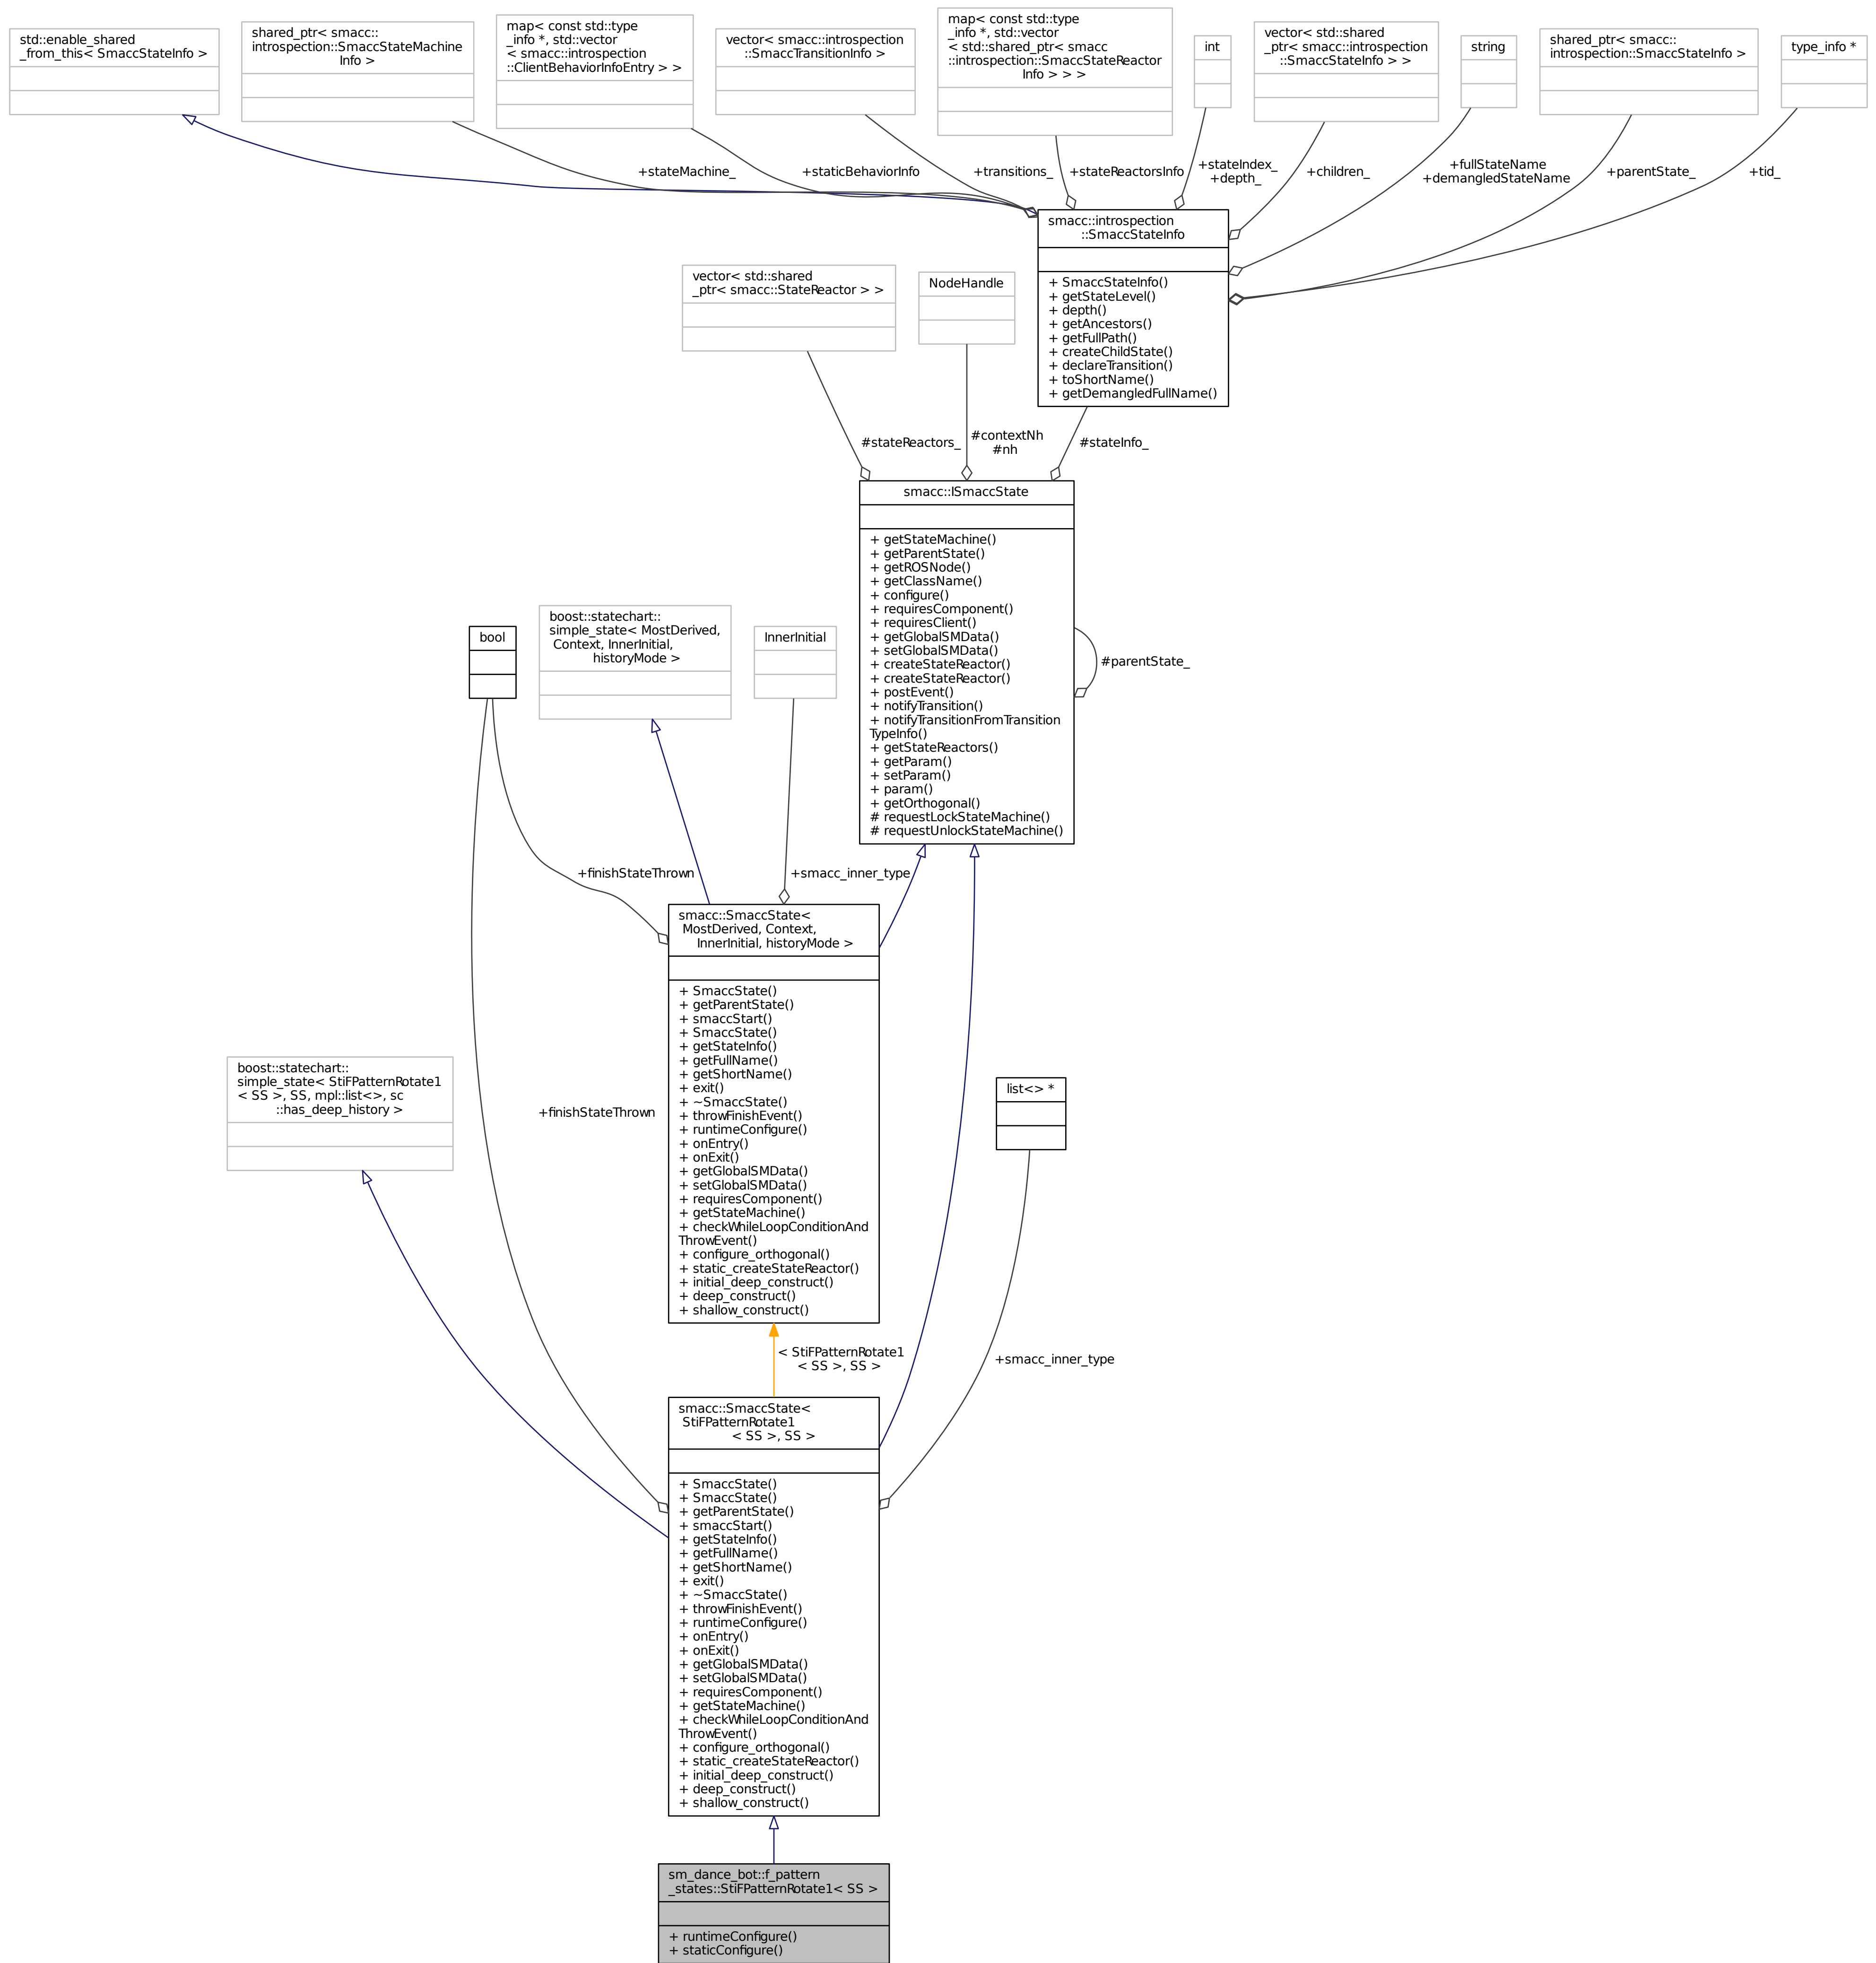 std::enable_shared
_from_this< SmaccStateInfo >
shared_ptr< smacc::
introspection::SmaccStateMachine
Info >
map< const std::type
_info *, std::vector
< smacc::introspection
::ClientBehaviorInfoEntry > >
vector< smacc::introspection
::SmaccTransitionInfo >
map< const std::type
_info *, std::vector
< std::shared_ptr< smacc
::introspection::SmaccStateReactor
Info > > >
int
vector< std::shared
_ptr< smacc::introspection
::SmaccStateInfo > >
string
shared_ptr< smacc::
introspection::SmaccStateInfo >
type_info *
+stateMachine_
+staticBehaviorInfo
+transitions_
+stateReactorsInfo
+stateIndex_
+depth_
+children_
+fullStateName
+demangledStateName
+parentState_
+tid_
smacc::introspection
::SmaccStateInfo
+ SmaccStateInfo()
+ getStateLevel()
+ depth()
+ getAncestors()
+ getFullPath()
+ createChildState()
+ declareTransition()
+ toShortName()
+ getDemangledFullName()
vector< std::shared
_ptr< smacc::StateReactor > >
NodeHandle
#stateReactors_
#contextNh
#nh
#stateInfo_
smacc::ISmaccState
+ getStateMachine()
+ getParentState()
+ getROSNode()
+ getClassName()
+ configure()
+ requiresComponent()
+ requiresClient()
+ getGlobalSMData()
+ setGlobalSMData()
+ createStateReactor()
+ createStateReactor()
+ postEvent()
+ notifyTransition()
+ notifyTransitionFromTransition
TypeInfo()
+ getStateReactors()
+ getParam()
+ setParam()
+ param()
+ getOrthogonal()
# requestLockStateMachine()
# requestUnlockStateMachine()
#parentState_
bool
boost::statechart::
simple_state< MostDerived,
Context, InnerInitial,
historyMode >
InnerInitial
+finishStateThrown
+smacc_inner_type
smacc::SmaccState<
MostDerived, Context,
InnerInitial, historyMode >
+ SmaccState()
+ getParentState()
+ smaccStart()
+ SmaccState()
+ getStateInfo()
+ getFullName()
+ getShortName()
+ exit()
+ ~SmaccState()
+ throwFinishEvent()
+ runtimeConfigure()
+ onEntry()
+ onExit()
+ getGlobalSMData()
+ setGlobalSMData()
+ requiresComponent()
+ getStateMachine()
+ checkWhileLoopConditionAnd
ThrowEvent()
+ configure_orthogonal()
+ static_createStateReactor()
+ initial_deep_construct()
+ deep_construct()
+ shallow_construct()
boost::statechart::
simple_state< StiFPatternRotate1
< SS >, SS, mpl::list<>, sc
::has_deep_history >
+finishStateThrown
list<> *
< StiFPatternRotate1
< SS >, SS >
+smacc_inner_type
smacc::SmaccState<
StiFPatternRotate1
< SS >, SS >
+ SmaccState()
+ SmaccState()
+ getParentState()
+ smaccStart()
+ getStateInfo()
+ getFullName()
+ getShortName()
+ exit()
+ ~SmaccState()
+ throwFinishEvent()
+ runtimeConfigure()
+ onEntry()
+ onExit()
+ getGlobalSMData()
+ setGlobalSMData()
+ requiresComponent()
+ getStateMachine()
+ checkWhileLoopConditionAnd
ThrowEvent()
+ configure_orthogonal()
+ static_createStateReactor()
+ initial_deep_construct()
+ deep_construct()
+ shallow_construct()
sm_dance_bot::f_pattern
_states::StiFPatternRotate1< SS >
+ runtimeConfigure()
+ staticConfigure()